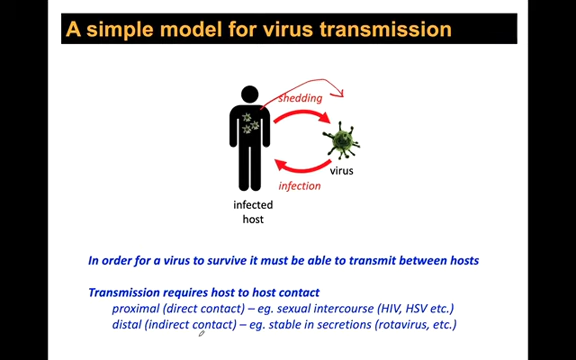 A simple model for virus transmission
shedding
virus
infection
infected
host
In order for a virus to survive it must be able to transmit between hosts
Transmission requires host to host contact
proximal (direct contact) – eg. sexual intercourse (HIV, HSV etc.)
distal (indirect contact) – eg. stable in secretions (rotavirus, etc.)